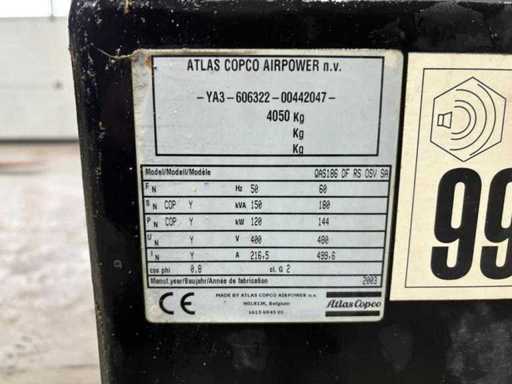 ATLAS COPCO AIRPOWER n.v.
-YA3-606322-00442047-
4050 Kg
Kg
Kg
Model/Modell/Modèle QAS186 DF RS OSV SA
F N Hz 50 60
S N COP Y kVA 150 180
P N COP Y kW 120 144
U N Y V 400 480
I N Y A 216,5
cos phi 0.8 cl. G 2
Manuf.year/Baujahr/Année de fabrication 2003
CE MADE BY ATLAS COPCO AIRPOWER n.v.
WILRIJK, Belgium
Atlas Copco
99